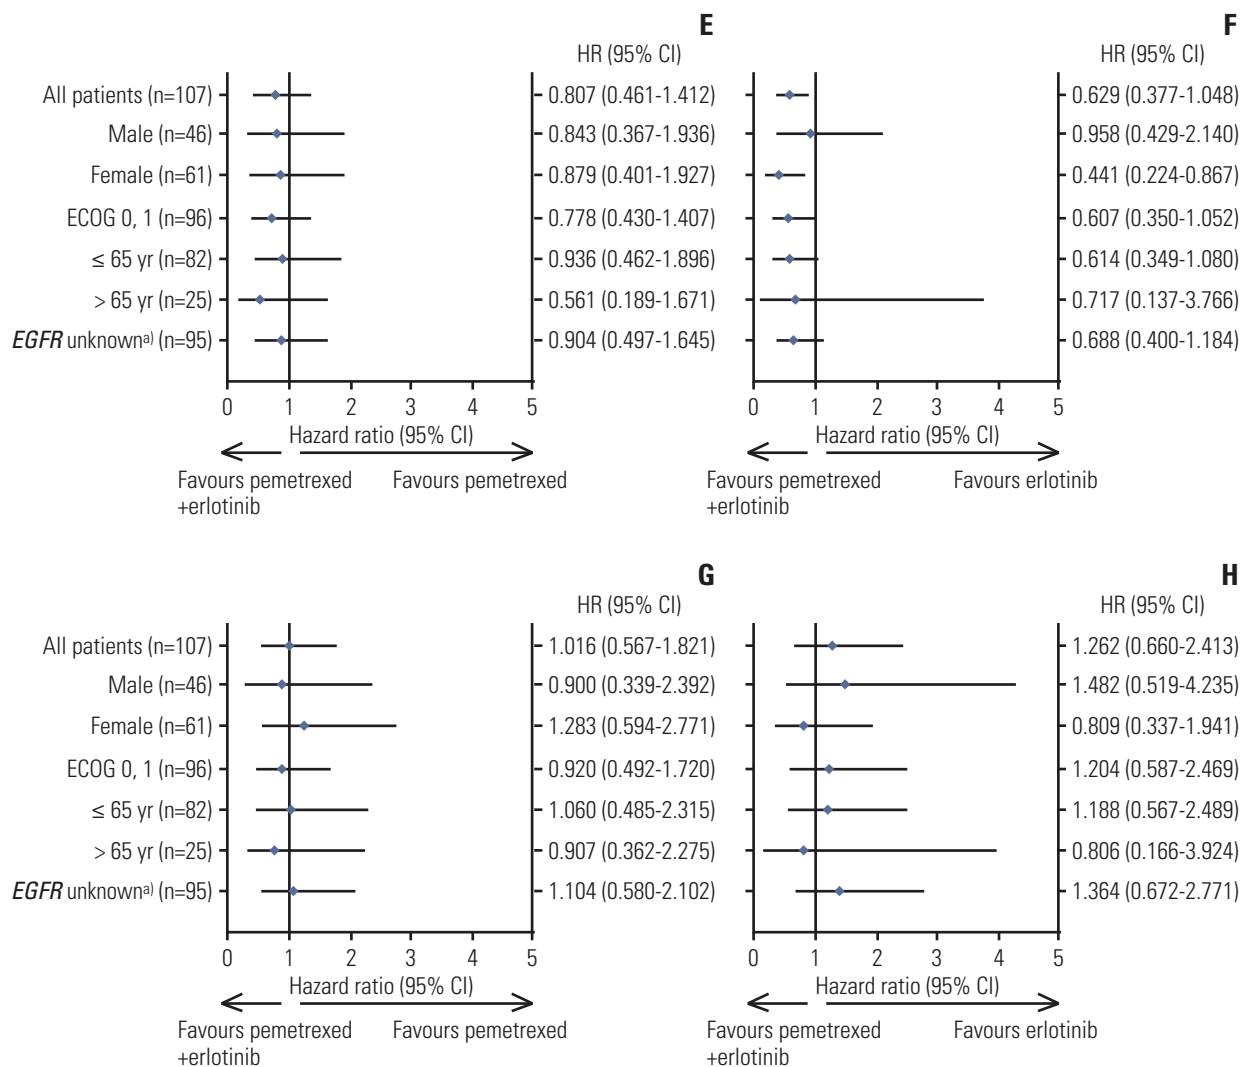 E
HR (95% CI)
All patients (n=107) 0.807 (0.461-1.412)
Male (n=46) 0.843 (0.367-1.936)
Female (n=61) 0.879 (0.401-1.927)
ECOG 0, 1 (n=96) 0.778 (0.430-1.407)
≤ 65 yr (n=82) 0.936 (0.462-1.896)
> 65 yr (n=25) 0.561 (0.189-1.671)
EGFR unknownᵃ⁾ (n=95) 0.904 (0.497-1.645)
0 1 2 3 4 5
Hazard ratio (95% CI)
Favours pemetrexed
+erlotinib
Favours pemetrexed
F
HR (95% CI)
0.629 (0.377-1.048)
0.958 (0.429-2.140)
0.441 (0.224-0.867)
0.607 (0.350-1.052)
0.614 (0.349-1.080)
0.717 (0.137-3.766)
0.688 (0.400-1.184)
0 1 2 3 4 5
Hazard ratio (95% CI)
Favours pemetrexed
+erlotinib
Favours erlotinib
G
HR (95% CI)
All patients (n=107) 1.016 (0.567-1.821)
Male (n=46) 0.900 (0.339-2.392)
Female (n=61) 1.283 (0.594-2.771)
ECOG 0, 1 (n=96) 0.920 (0.492-1.720)
≤ 65 yr (n=82) 1.060 (0.485-2.315)
> 65 yr (n=25) 0.907 (0.362-2.275)
EGFR unknownᵃ⁾ (n=95) 1.104 (0.580-2.102)
0 1 2 3 4 5
Hazard ratio (95% CI)
Favours pemetrexed
+erlotinib
Favours pemetrexed
H
HR (95% CI)
1.262 (0.660-2.413)
1.482 (0.519-4.235)
0.809 (0.337-1.941)
1.204 (0.587-2.469)
1.188 (0.567-2.489)
0.806 (0.166-3.924)
1.364 (0.672-2.771)
0 1 2 3 4 5
Hazard ratio (95% CI)
Favours pemetrexed
+erlotinib
Favours erlotinib